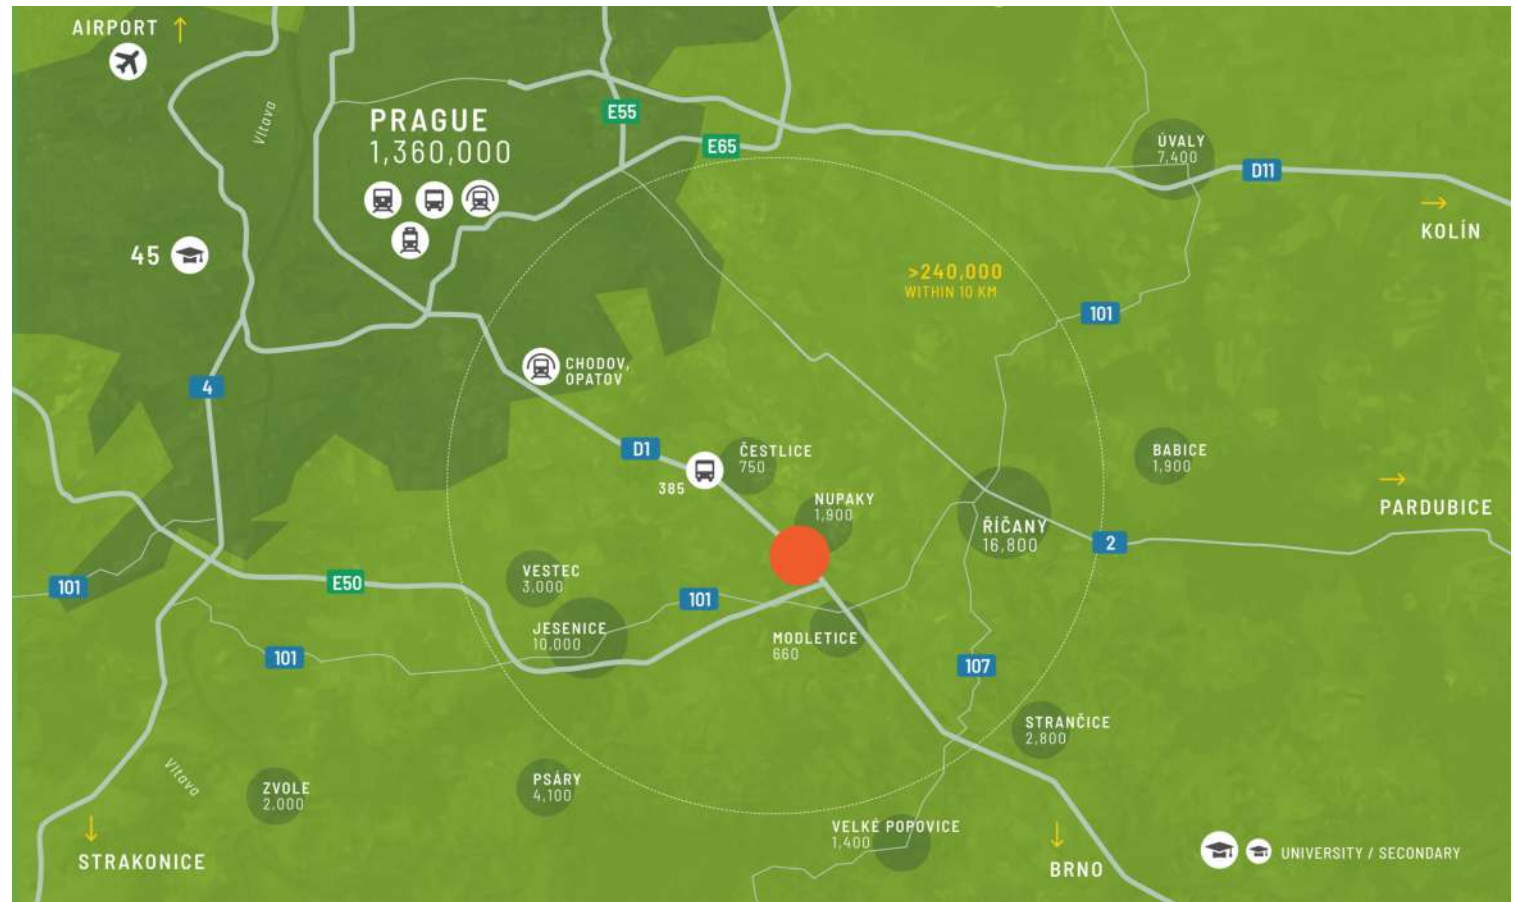 AIRPORT
Vltava
PRAGUE
1,360,000
E55
E65
ÚVALY
7,400
D11
KOLÍN
45
>240,000
WITHIN 10 KM
101
4
CHODOV,
OPATOV
D1
385
ČESTLICE
750
BABICE
1,900
NUPAKY
1,900
PARDUBICE
ŘÍČANY
16,800
2
101
E50
VESTEC
3,000
101
JESENICE
10,000
MODLETICE
660
101
107
STRANČICE
2,800
Vltava
ZVOLE
2,000
PSÁRY
4,100
VELKÉ POPOVICE
1,400
STRAKONICE
BRNO
UNIVERSITY / SECONDARY